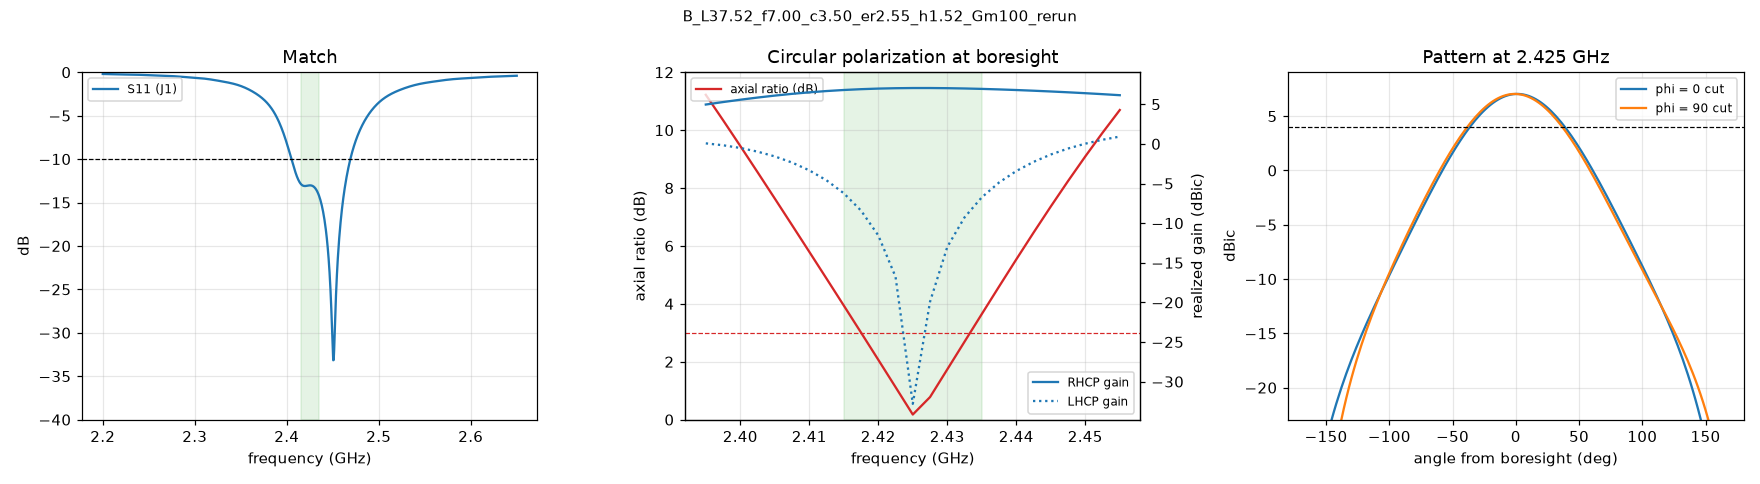 B_L37.52_f7.00_c3.50_er2.55_h1.52_Gm100_rerun
Match
S11 (J1)
dB
0
−5
−10
−15
−20
−25
−30
−35
−40
2.2
2.3
2.4
2.5
2.6
frequency (GHz)
Circular polarization at boresight
axial ratio (dB)
axial ratio (dB)
12
10
8
6
4
2
0
2.40
2.41
2.42
2.43
2.44
2.45
frequency (GHz)
5
0
−5
−10
−15
−20
−25
−30
realized gain (dBic)
RHCP gain
LHCP gain
Pattern at 2.425 GHz
phi = 0 cut
phi = 90 cut
dBic
5
0
−5
−10
−15
−20
−150
−100
−50
0
50
100
150
angle from boresight (deg)